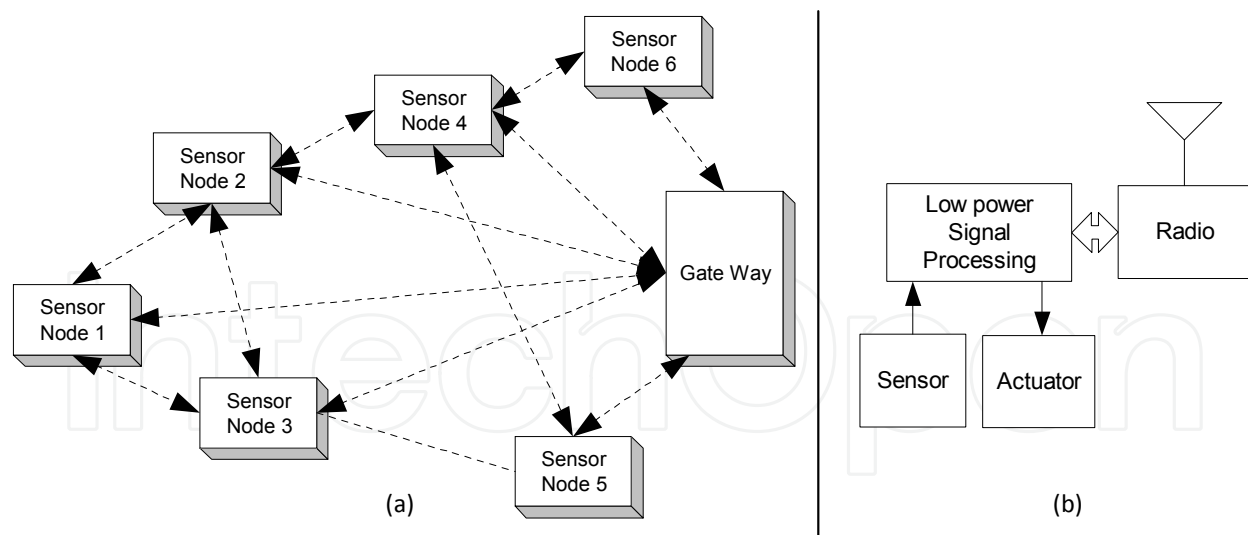 Sensor
Node 6
Sensor
Node 4
Sensor
Node 2
Gate Way
Sensor
Node 1
Sensor
Node 3
Sensor
Node 5
(a)
Low power
Signal
Processing
Radio
Sensor
Actuator
(b)
intechOpen